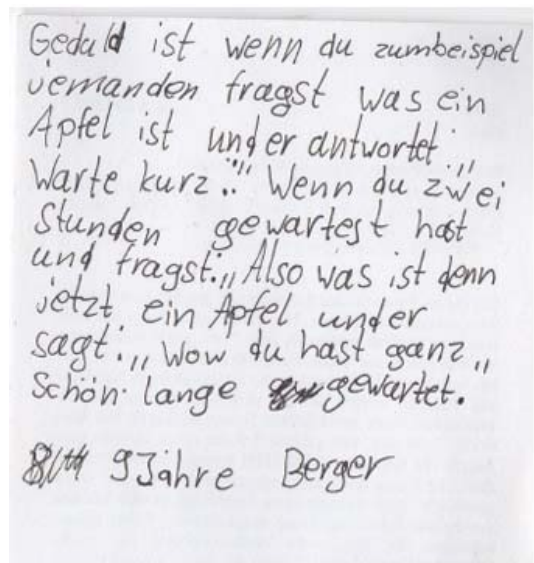 Geduld ist wenn du zumbeispiel
jemanden fragst was ein
Apfel ist und er antwortet:,,
Warte kurz.." Wenn du zwei
Stunden gewartest hast
und fragst:,,Also was ist denn
jetzt ein Apfel und er
sagt:,,Wow du hast ganz,,
Schön lange gewartet.
9 Jahre Berger